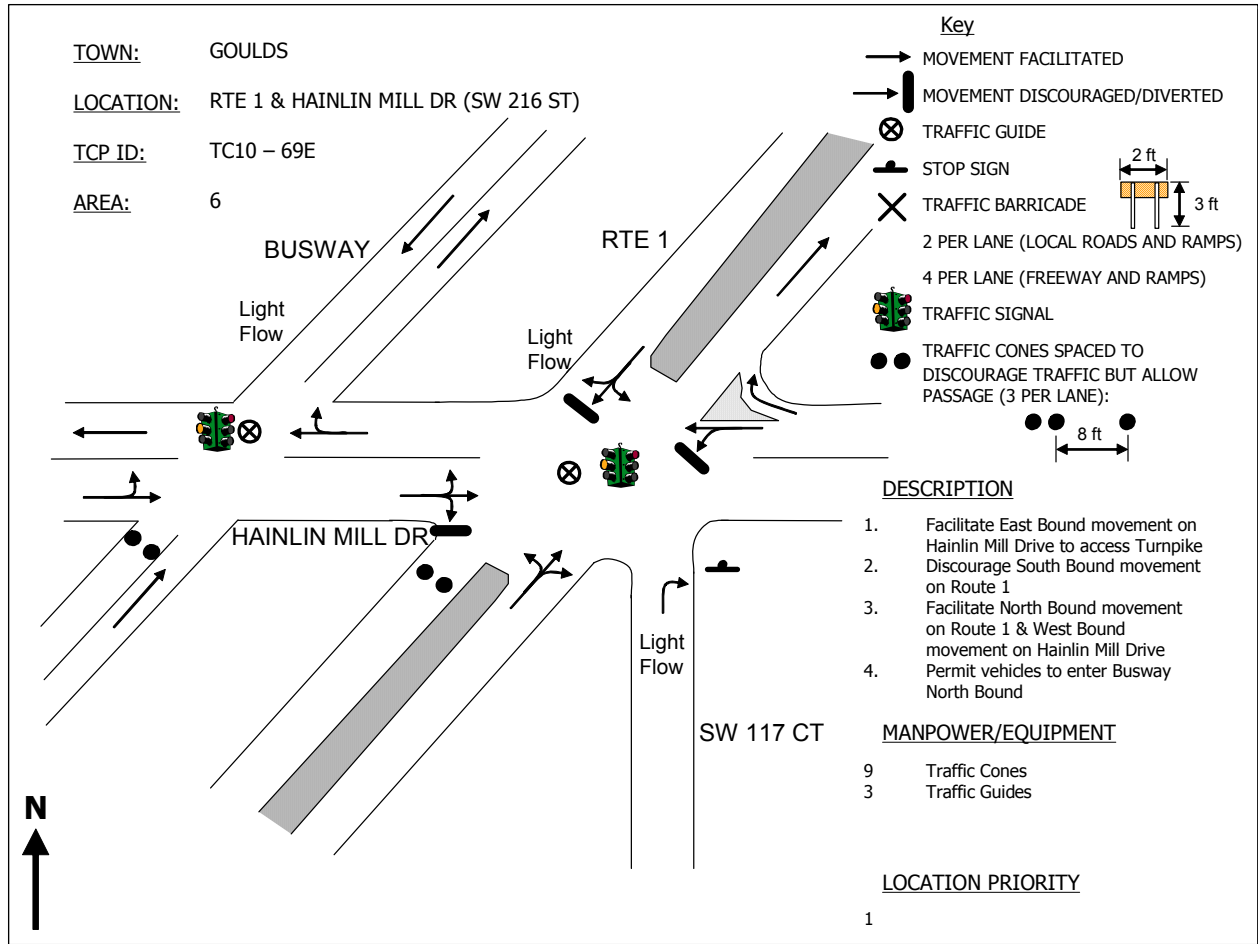 TOWN: GOULDS
LOCATION: RTE 1 & HAINLIN MILL DR (SW 216 ST)
TCP ID: TC10 – 69E
AREA: 6
BUSWAY
RTE 1
Light
Flow
Light
Flow
HAINLIN MILL DR
Light
Flow
SW 117 CT
N
Key
MOVEMENT FACILITATED
MOVEMENT DISCOURAGED/DIVERTED
TRAFFIC GUIDE
STOP SIGN
2 ft
3 ft
TRAFFIC BARRICADE
2 PER LANE (LOCAL ROADS AND RAMPS)
4 PER LANE (FREEWAY AND RAMPS)
TRAFFIC SIGNAL
TRAFFIC CONES SPACED TO
DISCOURAGE TRAFFIC BUT ALLOW
PASSAGE (3 PER LANE):
8 ft
DESCRIPTION
1. Facilitate East Bound movement on
Hainlin Mill Drive to access Turnpike
2. Discourage South Bound movement
on Route 1
3. Facilitate North Bound movement
on Route 1 & West Bound
movement on Hainlin Mill Drive
4. Permit vehicles to enter Busway
North Bound
MANPOWER/EQUIPMENT
9 Traffic Cones
3 Traffic Guides
LOCATION PRIORITY
1